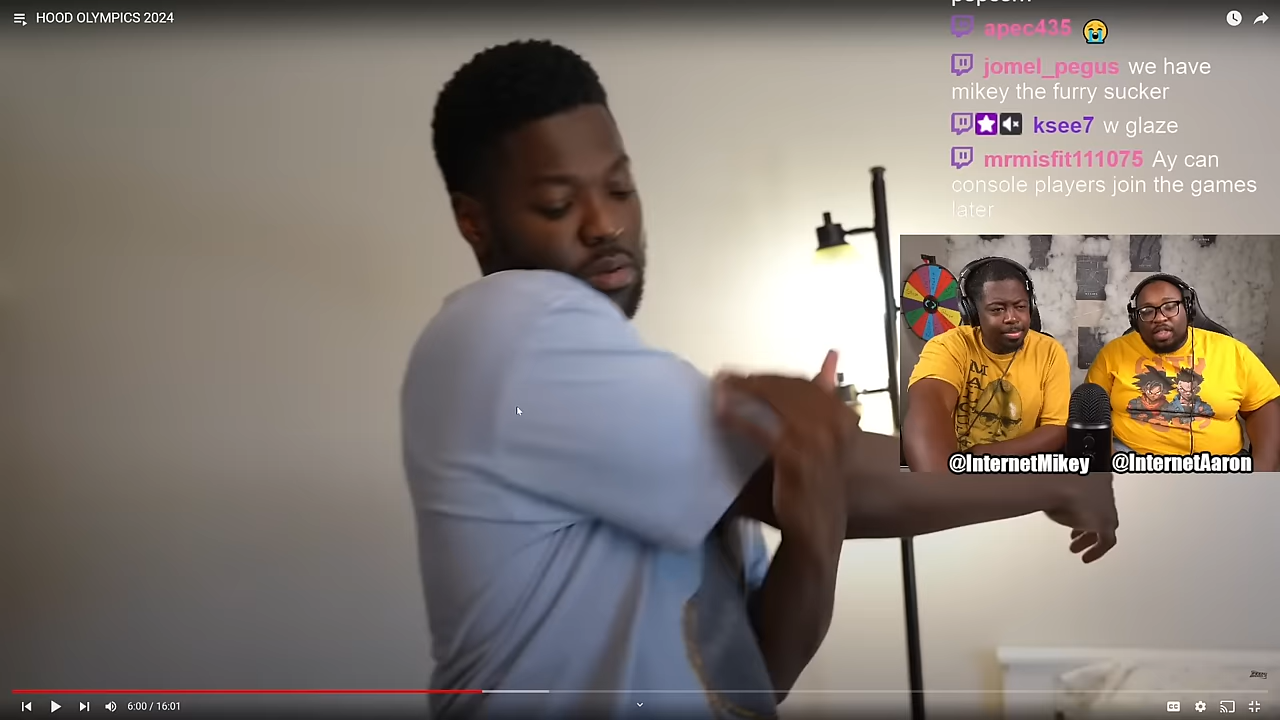 HOOD OLYMPICS 2024
apec435
jomel_pegus we have
mikey the furry sucker
ksee7 w glaze
mrmisfit111075 Ay can
console players join the games
later
@InternetMikey
@InternetAaron
6:00 / 16:01
CC